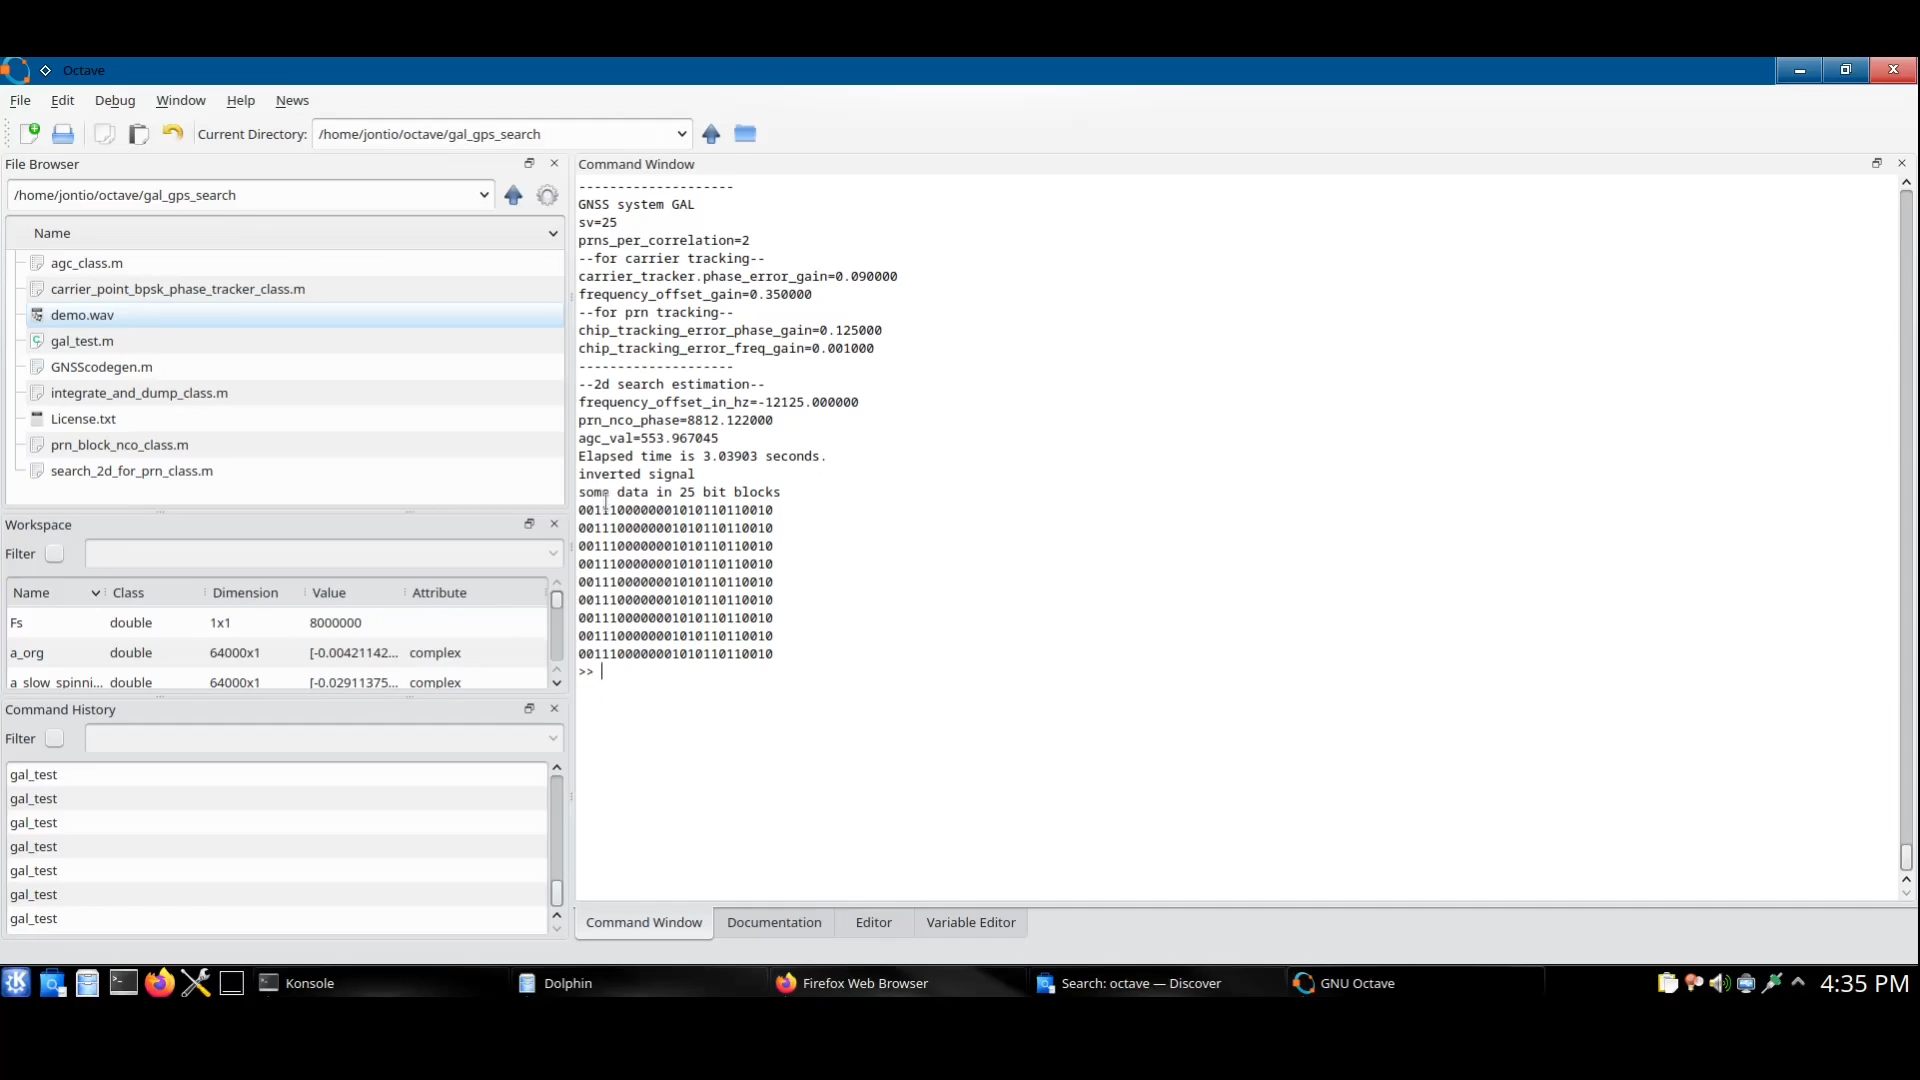 Octave
File Edit Debug Window Help News
Current Directory: /home/jontio/octave/gal_gps_search
File Browser
/home/jontio/octave/gal_gps_search
Name
agc_class.m
carrier_point_bpsk_phase_tracker_class.m
demo.wav
gal_test.m
GNSScodegen.m
integrate_and_dump_class.m
License.txt
prn_block_nco_class.m
search_2d_for_prn_class.m
Workspace
Filter
Name Class Dimension Value Attribute
Fs double 1x1 8000000
a_org double 64000x1 [-0.00421142... complex
a_slow_spinni... double 64000x1 [-0.02911375... complex
Command History
Filter
gal_test
gal_test
gal_test
gal_test
gal_test
gal_test
gal_test
Command Window
--------------------
GNSS system GAL
sv=25
prns_per_correlation=2
--for carrier tracking--
carrier_tracker.phase_error_gain=0.090000
frequency_offset_gain=0.350000
--for prn tracking--
chip_tracking_error_phase_gain=0.125000
chip_tracking_error_freq_gain=0.001000
--------------------
--2d search estimation--
frequency_offset_in_hz=-12125.000000
prn_nco_phase=8812.122000
agc_val=553.967045
Elapsed time is 3.03903 seconds.
inverted signal
some data in 25 bit blocks
0011100000001010110110010
0011100000001010110110010
0011100000001010110110010
0011100000001010110110010
0011100000001010110110010
0011100000001010110110010
0011100000001010110110010
0011100000001010110110010
0011100000001010110110010
>>
Command Window Documentation Editor Variable Editor
Konsole Dolphin Firefox Web Browser Search: octave — Discover GNU Octave 4:35 PM